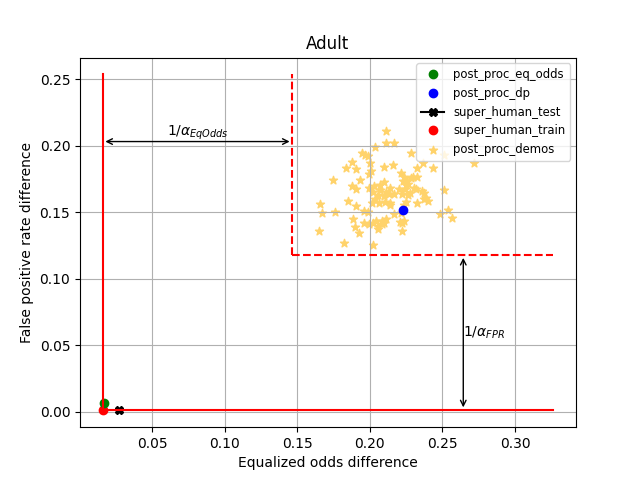 Adult
post_proc_eq_odds
post_proc_dp
super_human_test
super_human_train
post_proc_demos
1/α_EqOdds
1/α_FPR
False positive rate difference
0.25
0.20
0.15
0.10
0.05
0.00
0.05 0.10 0.15 0.20 0.25 0.30
Equalized odds difference